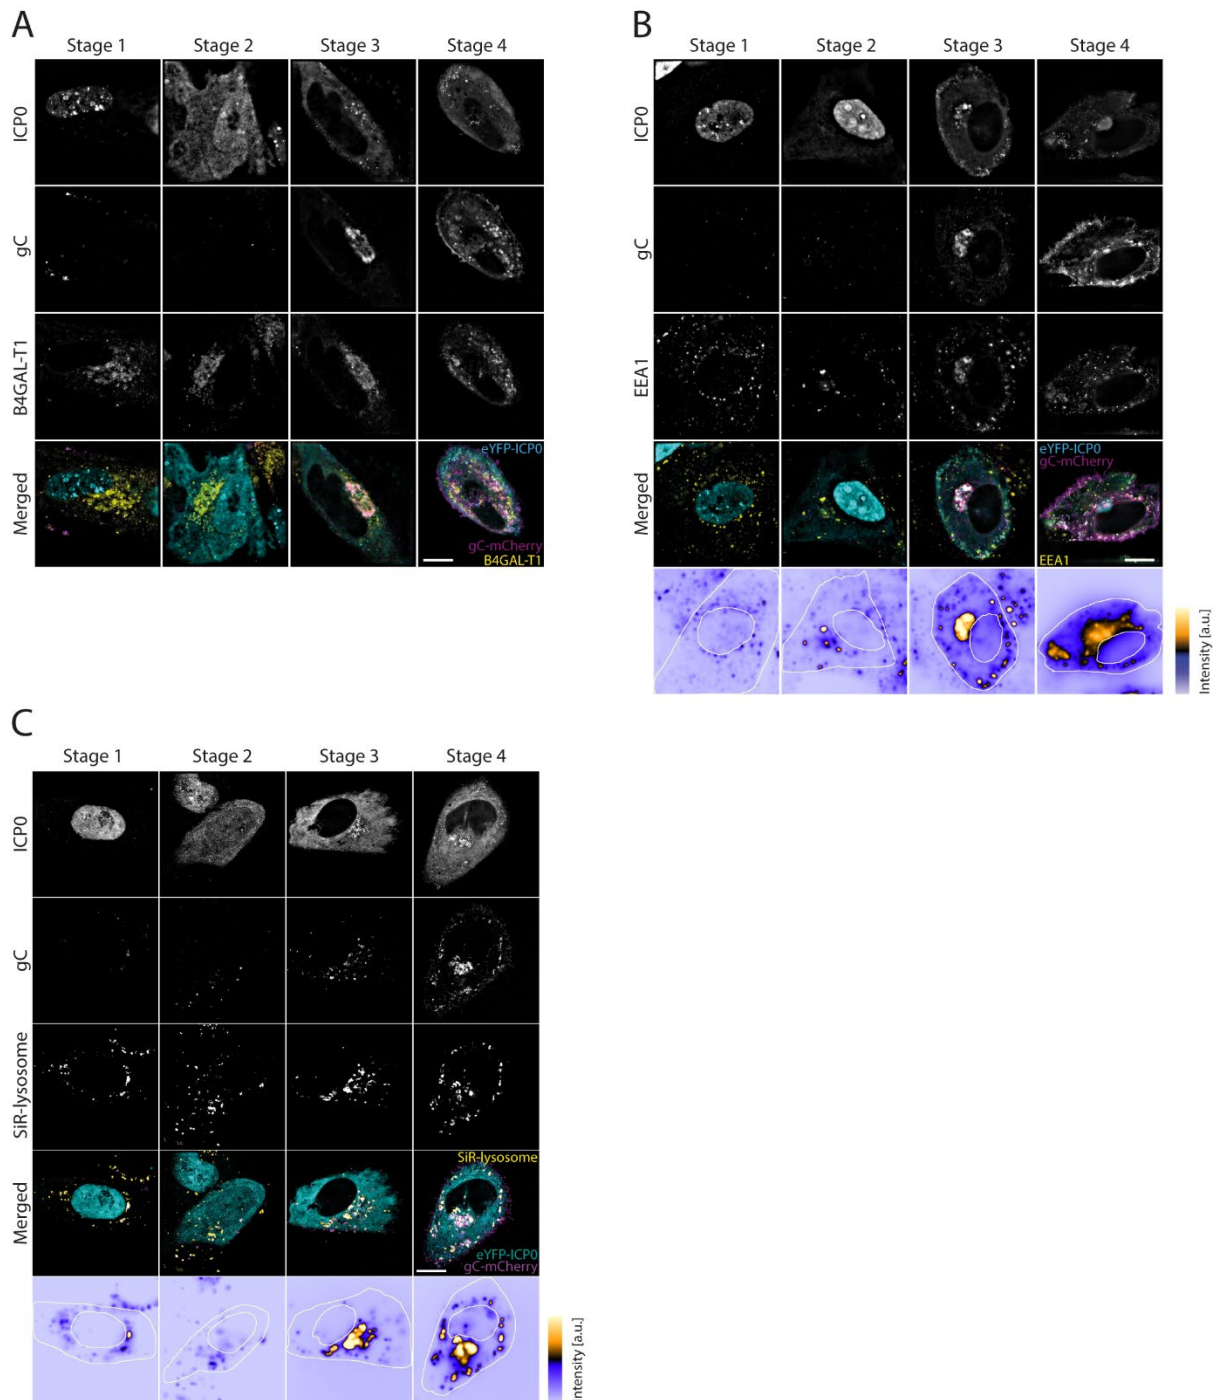 A
Stage 1 Stage 2 Stage 3 Stage 4
ICP0
gC
B4GAL-T1
Merged
eYFP-ICP0
gC-mCherry
B4GAL-T1
B
Stage 1 Stage 2 Stage 3 Stage 4
ICP0
gC
EEA1
Merged
eYFP-ICP0
gC-mCherry
EEA1
Intensity [a.u.]
C
Stage 1 Stage 2 Stage 3 Stage 4
ICP0
gC
SiR-lysosome
Merged
SiR-lysosome
eYFP-ICP0
gC-mCherry
Intensity [a.u.]